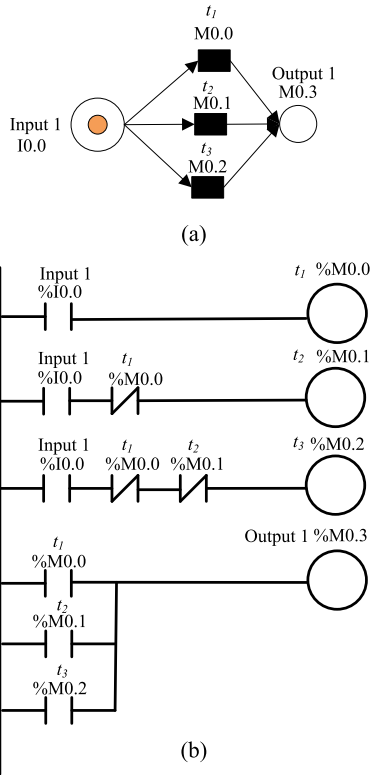 t1
M0.0
Output 1
M0.3
t2
M0.1
Input 1
I0.0
t3
M0.2
(a)
Input 1
%I0.0
t1 %M0.0
Input 1 t1
%I0.0 %M0.0
t2 %M0.1
Input 1 t1 t2
%I0.0 %M0.0 %M0.1
t3 %M0.2
Output 1 %M0.3
t1
%M0.0
t2
%M0.1
t3
%M0.2
(b)